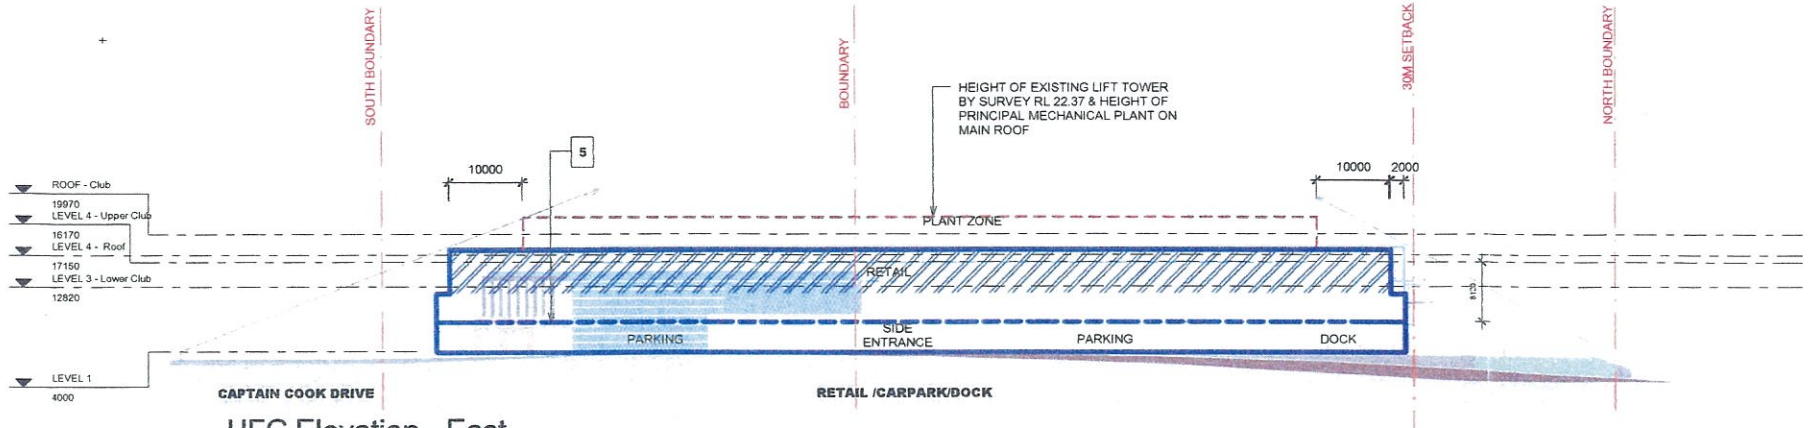 SOUTH BOUNDARY
BOUNDARY
30M SETBACK
NORTH BOUNDARY
HEIGHT OF EXISTING LIFT TOWER
BY SURVEY RL 22.37 & HEIGHT OF
PRINCIPAL MECHANICAL PLANT ON
MAIN ROOF
5
10000
10000
2000
ROOF - Club
19970
LEVEL 4 - Upper Club
16170
LEVEL 4 - Roof
17150
LEVEL 3 - Lower Club
12820
LEVEL 1
4000
PLANT ZONE
RETAIL
8130
PARKING
SIDE
ENTRANCE
PARKING
DOCK
CAPTAIN COOK DRIVE
RETAIL /CARPARK/DOCK
Elevation - East